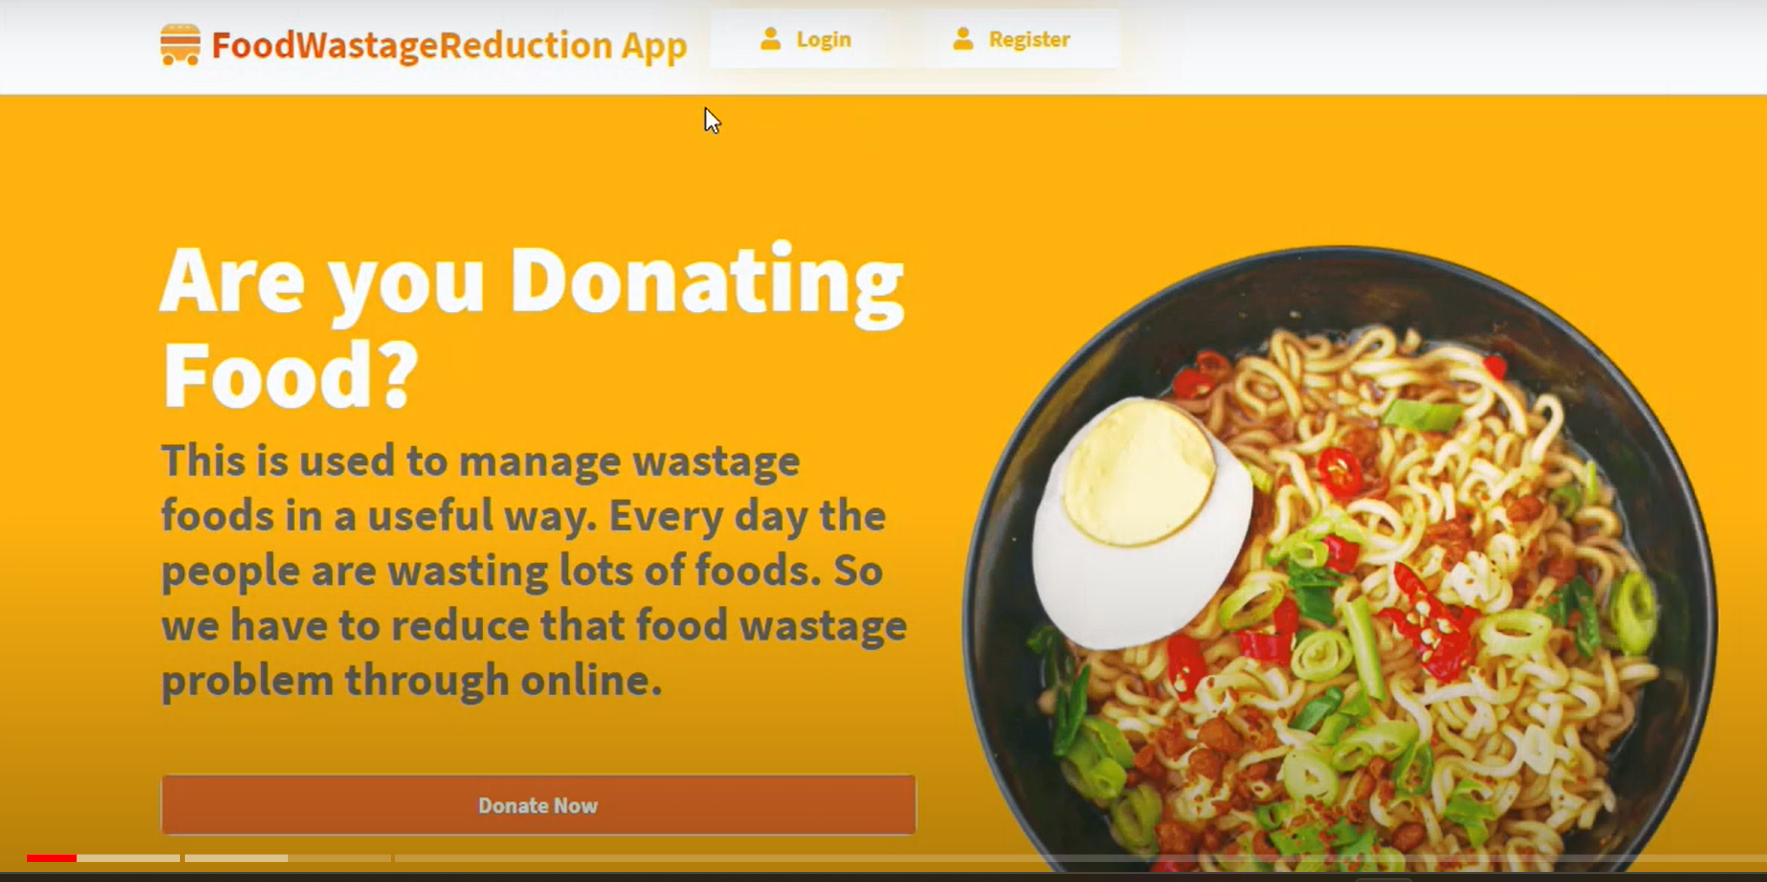 FoodWastageReduction App
Login
Register
Are you Donating
Food?
This is used to manage wastage
foods in a useful way. Every day the
people are wasting lots of foods. So
we have to reduce that food wastage
problem through online.
Donate Now